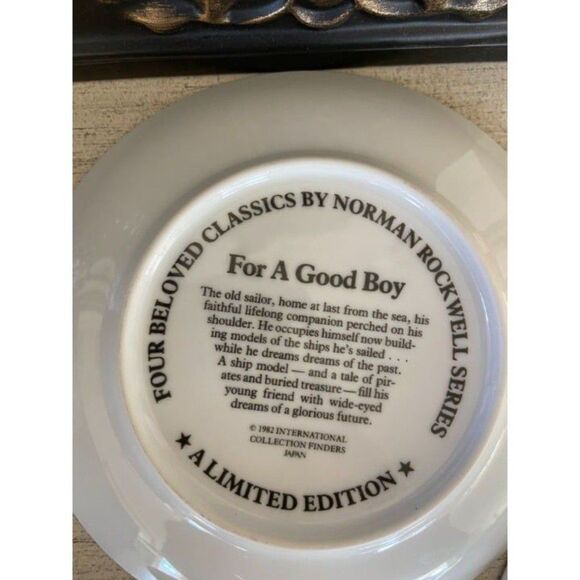 FOUR BELOVED CLASSICS BY NORMAN ROCKWELL SERIES
For A Good Boy
The old sailor, home at last from the sea, his
faithful lifelong companion perched on his
shoulder. He occupies himself now build-
ing models of the ships he's sailed . . .
while he dreams dreams of the past.
A ship model — and a tale of pir-
ates and buried treasure — fill his
young friend with wide-eyed
dreams of a glorious future.
© 1982 INTERNATIONAL
COLLECTION FINDERS
JAPAN
★ A LIMITED EDITION ★